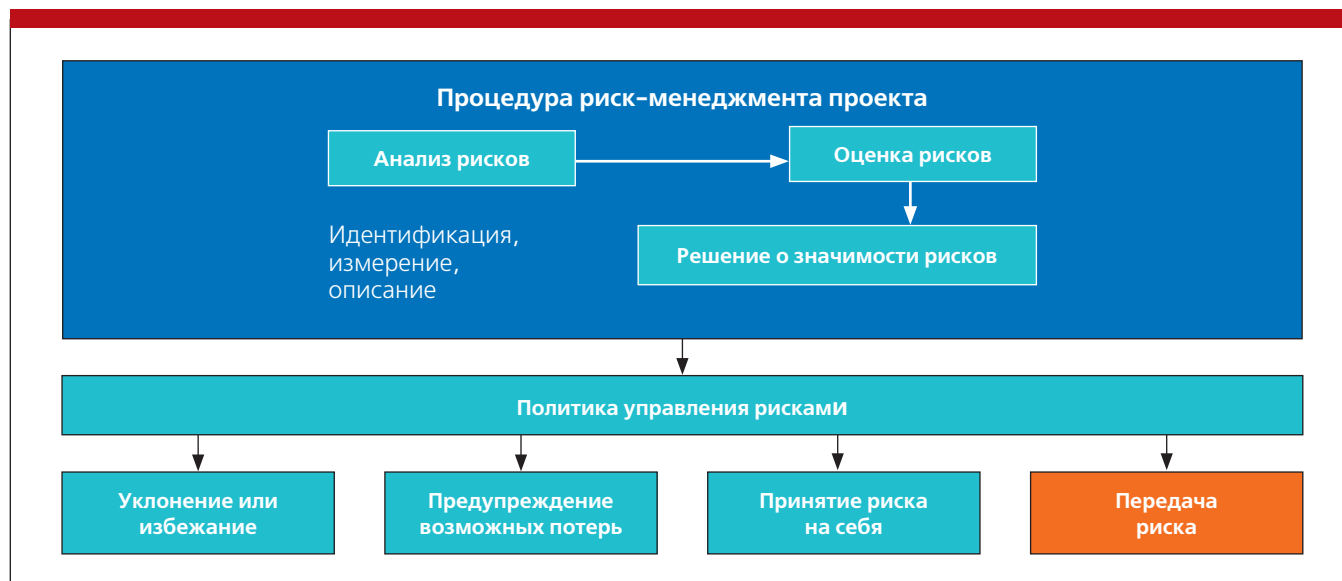 Процедура риск-менеджмента проекта
Анализ рисков
Оценка рисков
Идентификация,
измерение,
описание
Решение о значимости рисков
Политика управления рисками
Уклонение или
избежание
Предупреждение
возможных потерь
Принятие риска
на себя
Передача
риска